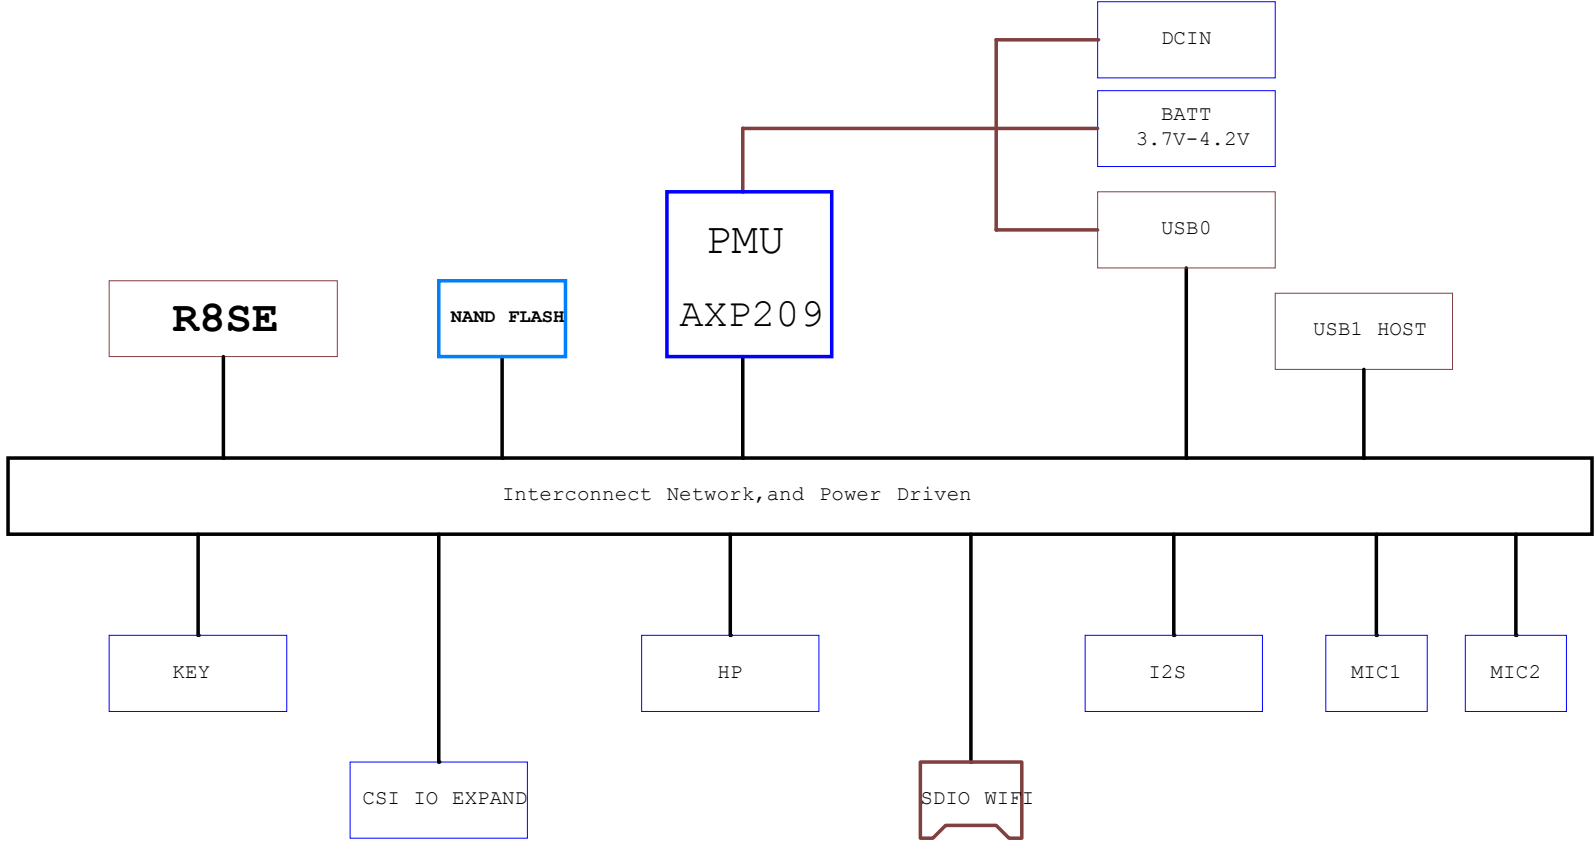 DCIN
BATT
3.7V-4.2V
PMU
AXP209
USB0
R8SE
NAND FLASH
USB1 HOST
Interconnect Network,and Power Driven
KEY
HP
I2S
MIC1
MIC2
CSI IO EXPAND
SDIO WIFI